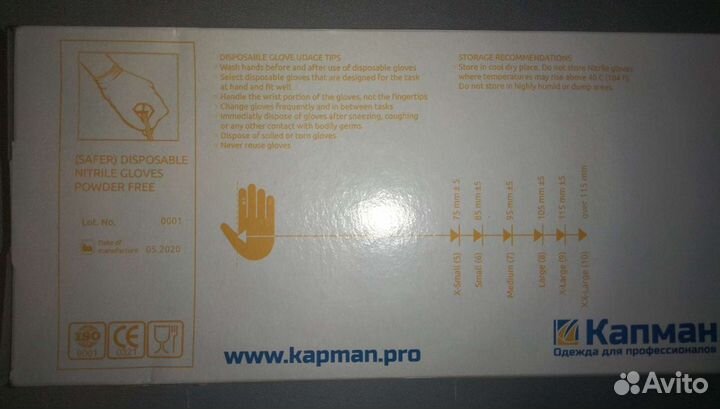 DISPOSABLE GLOVE UDACE TIPS
· Wash hands before and after use of disposable gloves
· Select disposable gloves that are designed for the task
at hand and fit well
· Handle the wrist portion of the gloves, not the fingertips
· Change gloves frequently and in between tasks
· Immediatly dispose of gloves after sneezing, coughing
or any other contact with bodily germs
· Dispose of soiled or torn gloves
· Never reuse gloves
STORAGE RECOMMENDATIONS
· Store in cool dry place. Do not store Nitrile gloves
where temperatures may rise above 40 C (104 F).
Do not store in highly humid or dump areas.
(SAFER) DISPOSABLE
NITRILE GLOVES
POWDER FREE
Lot. No. 0001
Date of
manufacture 05.2020
75 mm ±5
85 mm ±5
95 mm ±5
105 mm ±5
115 mm ±5
over 115 mm
X-Small (5)
Small (6)
Medium (7)
Large (8)
X-Large (9)
XX-Large (10)
ISO
9001
CE
0321
www.kapman.pro
Капман
Одежда для профессионалов
Avito